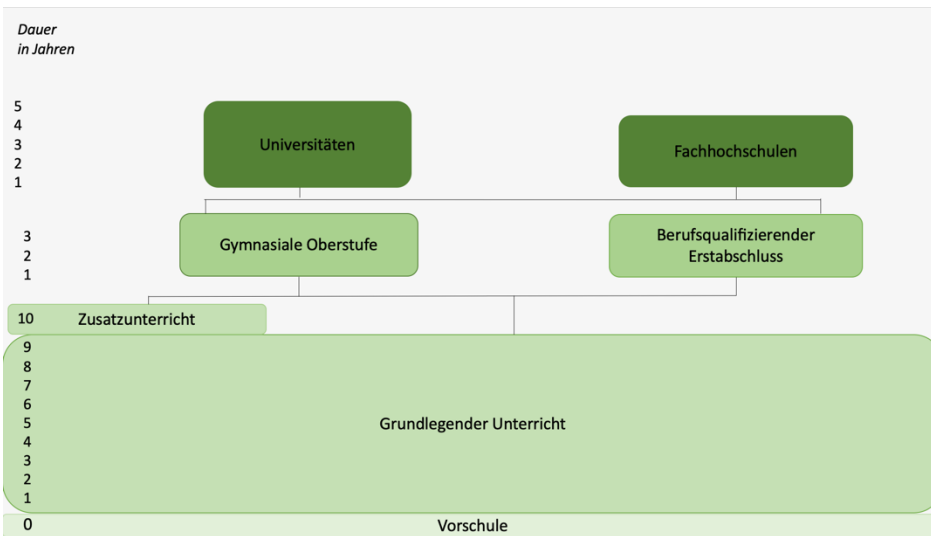 Dauer
in Jahren
5
4
3
2
1
Universitäten
Fachhochschulen
3
2
1
Gymnasiale Oberstufe
Berufsqualifizierender
Erstabschluss
10 Zusatzunterricht
9
8
7
6
5
4
3
2
1
Grundlegender Unterricht
0 Vorschule